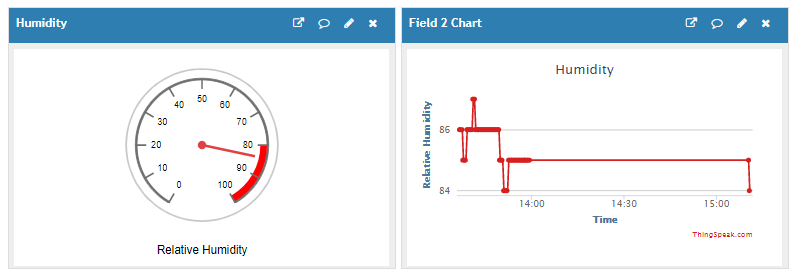 Humidity
0
10
20
30
40
50
60
70
80
90
100
Relative Humidity
Field 2 Chart
Humidity
Relative Humidity
86
84
14:00 14:30 15:00
Time
ThingSpeak.com